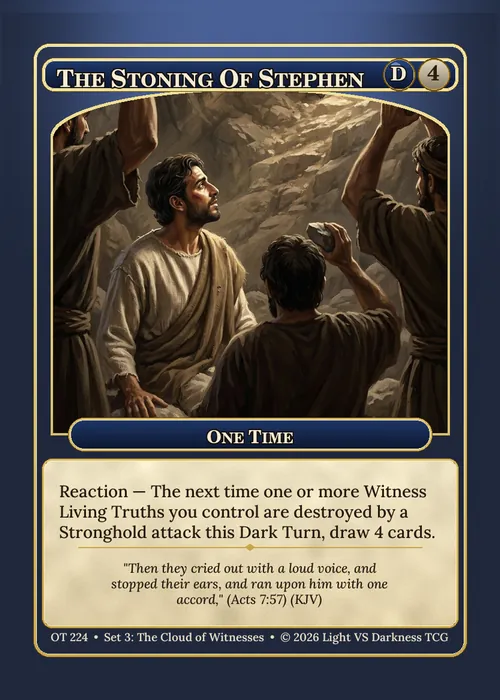 The Stoning Of Stephen D 4
One Time
Reaction — The next time one or more Witness
Living Truths you control are destroyed by a
Stronghold attack this Dark Turn, draw 4 cards.
"Then they cried out with a loud voice, and
stopped their ears, and ran upon him with one
accord," (Acts 7:57) (KJV)
OT 224 • Set 3: The Cloud of Witnesses • © 2026 Light VS Darkness TCG